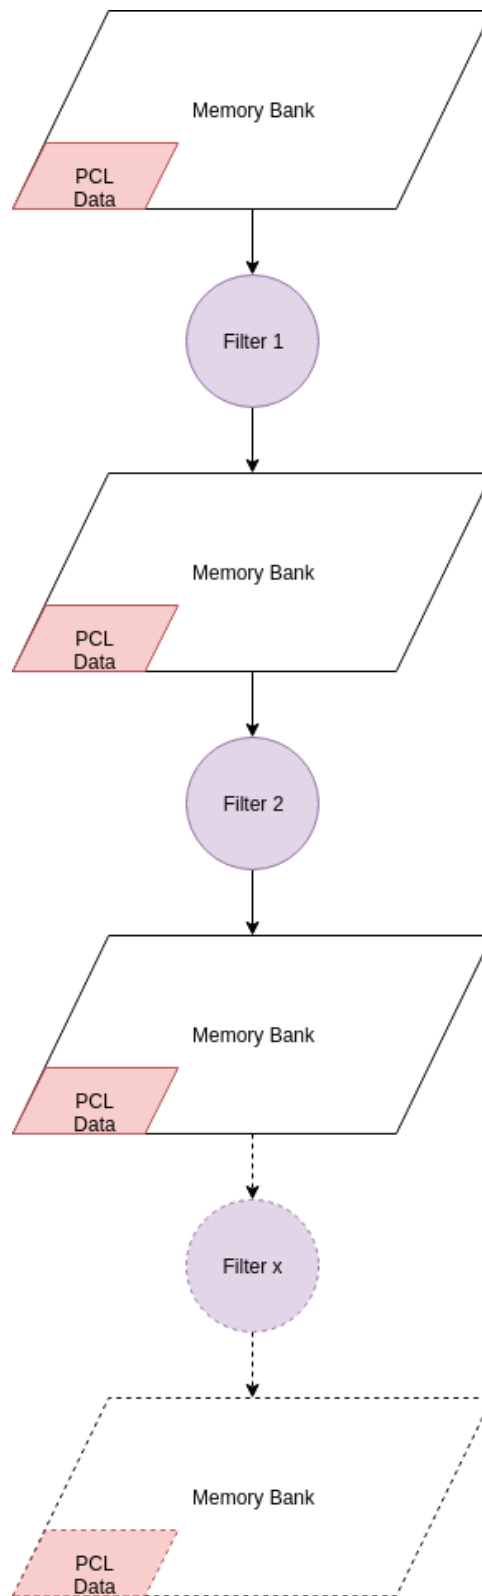 Memory Bank
PCL
Data
Filter 1
Memory Bank
PCL
Data
Filter 2
Memory Bank
PCL
Data
Filter x
Memory Bank
PCL
Data